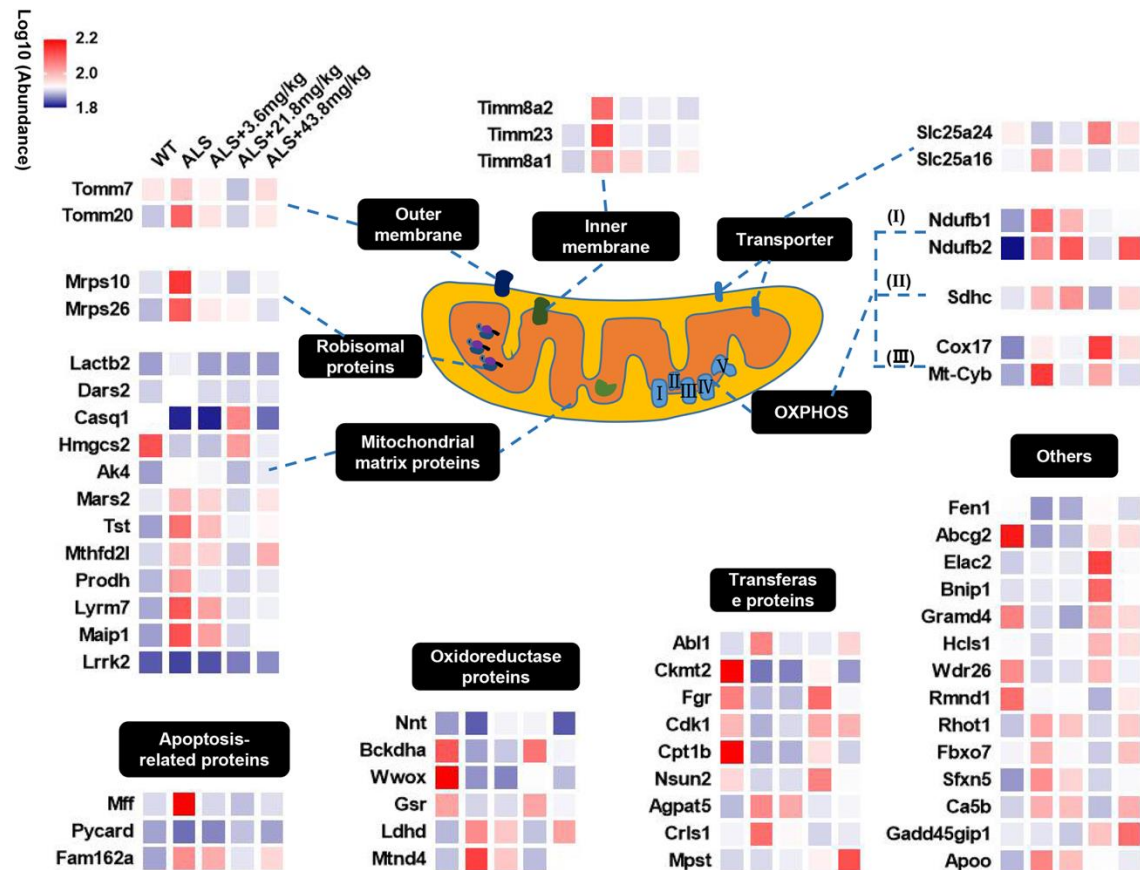 Log10 (Abundance)
2.2
2.0
1.8
WT
ALS
ALS+3.6mg/kg
ALS+21.8mg/kg
ALS+43.8mg/kg
Tomm7
Tomm20
Mrps10
Mrps26
Lactb2
Dars2
Casq1
Hmgcs2
Ak4
Mars2
Tst
Mthfd2l
Prodh
Lyrm7
Maip1
Lrrk2
Timm8a2
Timm23
Timm8a1
Outer
membrane
Inner
membrane
Transporter
Robisomal
proteins
Mitochondrial
matrix proteins
OXPHOS
I
II
III
IV
V
Slc25a24
Slc25a16
(I)
Ndufb1
Ndufb2
(II)
Sdhc
(III)
Cox17
Mt-Cyb
Others
Fen1
Abcg2
Elac2
Bnip1
Gramd4
Hcls1
Wdr26
Rmnd1
Rhot1
Fbxo7
Sfxn5
Ca5b
Gadd45gip1
Apoo
Transferas
e proteins
Abl1
Ckmt2
Fgr
Cdk1
Cpt1b
Nsun2
Agpat5
Crls1
Mpst
Oxidoreductase
proteins
Nnt
Bckdha
Wwox
Gsr
Ldhd
Mtnd4
Apoptosis-
related proteins
Mff
Pycard
Fam162a